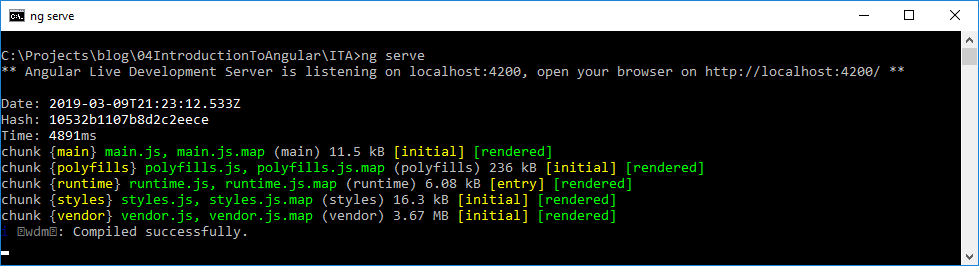 ng serve
C:\Projects\blog\04IntroductionToAngular\ITA>ng serve
** Angular Live Development Server is listening on localhost:4200, open your browser on http://localhost:4200/ **
Date: 2019-03-09T21:23:12.533Z
Hash: 10532b1107b8d2c2eece
Time: 4891ms
chunk {main} main.js, main.js.map (main) 11.5 kB [initial] [rendered]
chunk {polyfills} polyfills.js, polyfills.js.map (polyfills) 236 kB [initial] [rendered]
chunk {runtime} runtime.js, runtime.js.map (runtime) 6.08 kB [entry] [rendered]
chunk {styles} styles.js, styles.js.map (styles) 16.3 kB [initial] [rendered]
chunk {vendor} vendor.js, vendor.js.map (vendor) 3.67 MB [initial] [rendered]
wdm: Compiled successfully.